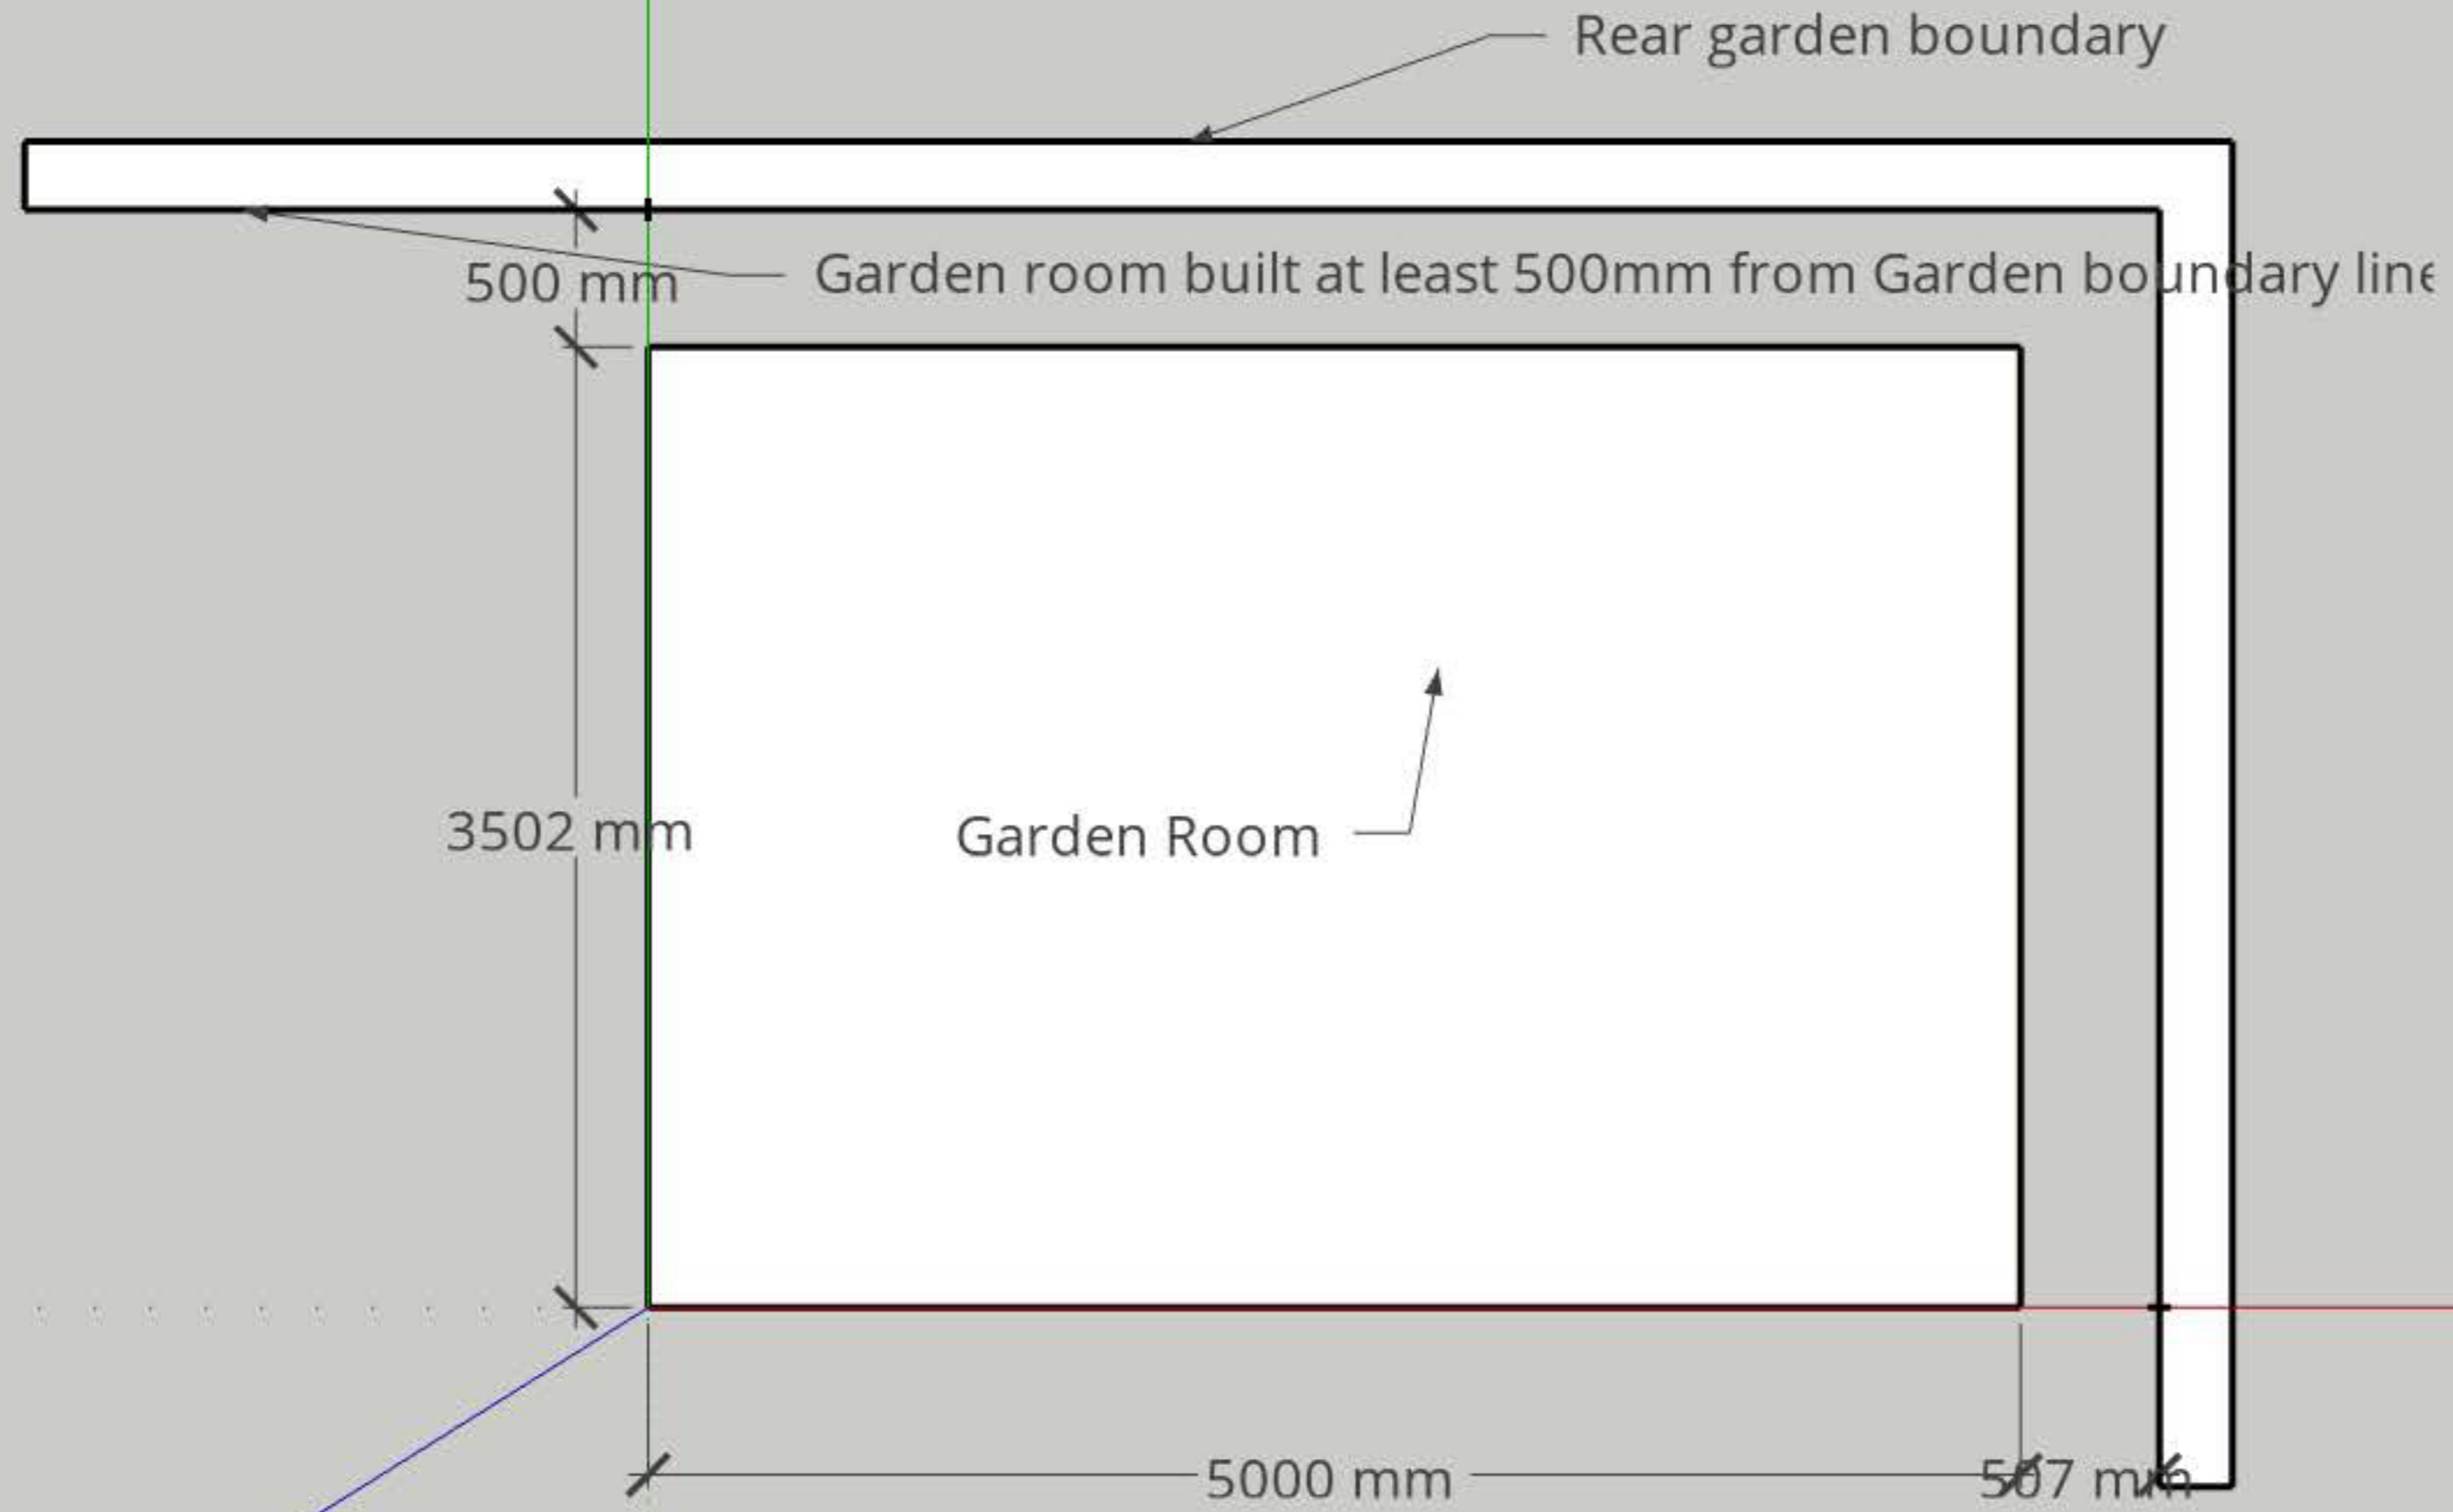 Rear garden boundary
500 mm
Garden room built at least 500mm from Garden boundary line
3502 mm
Garden Room
5000 mm
507 mm